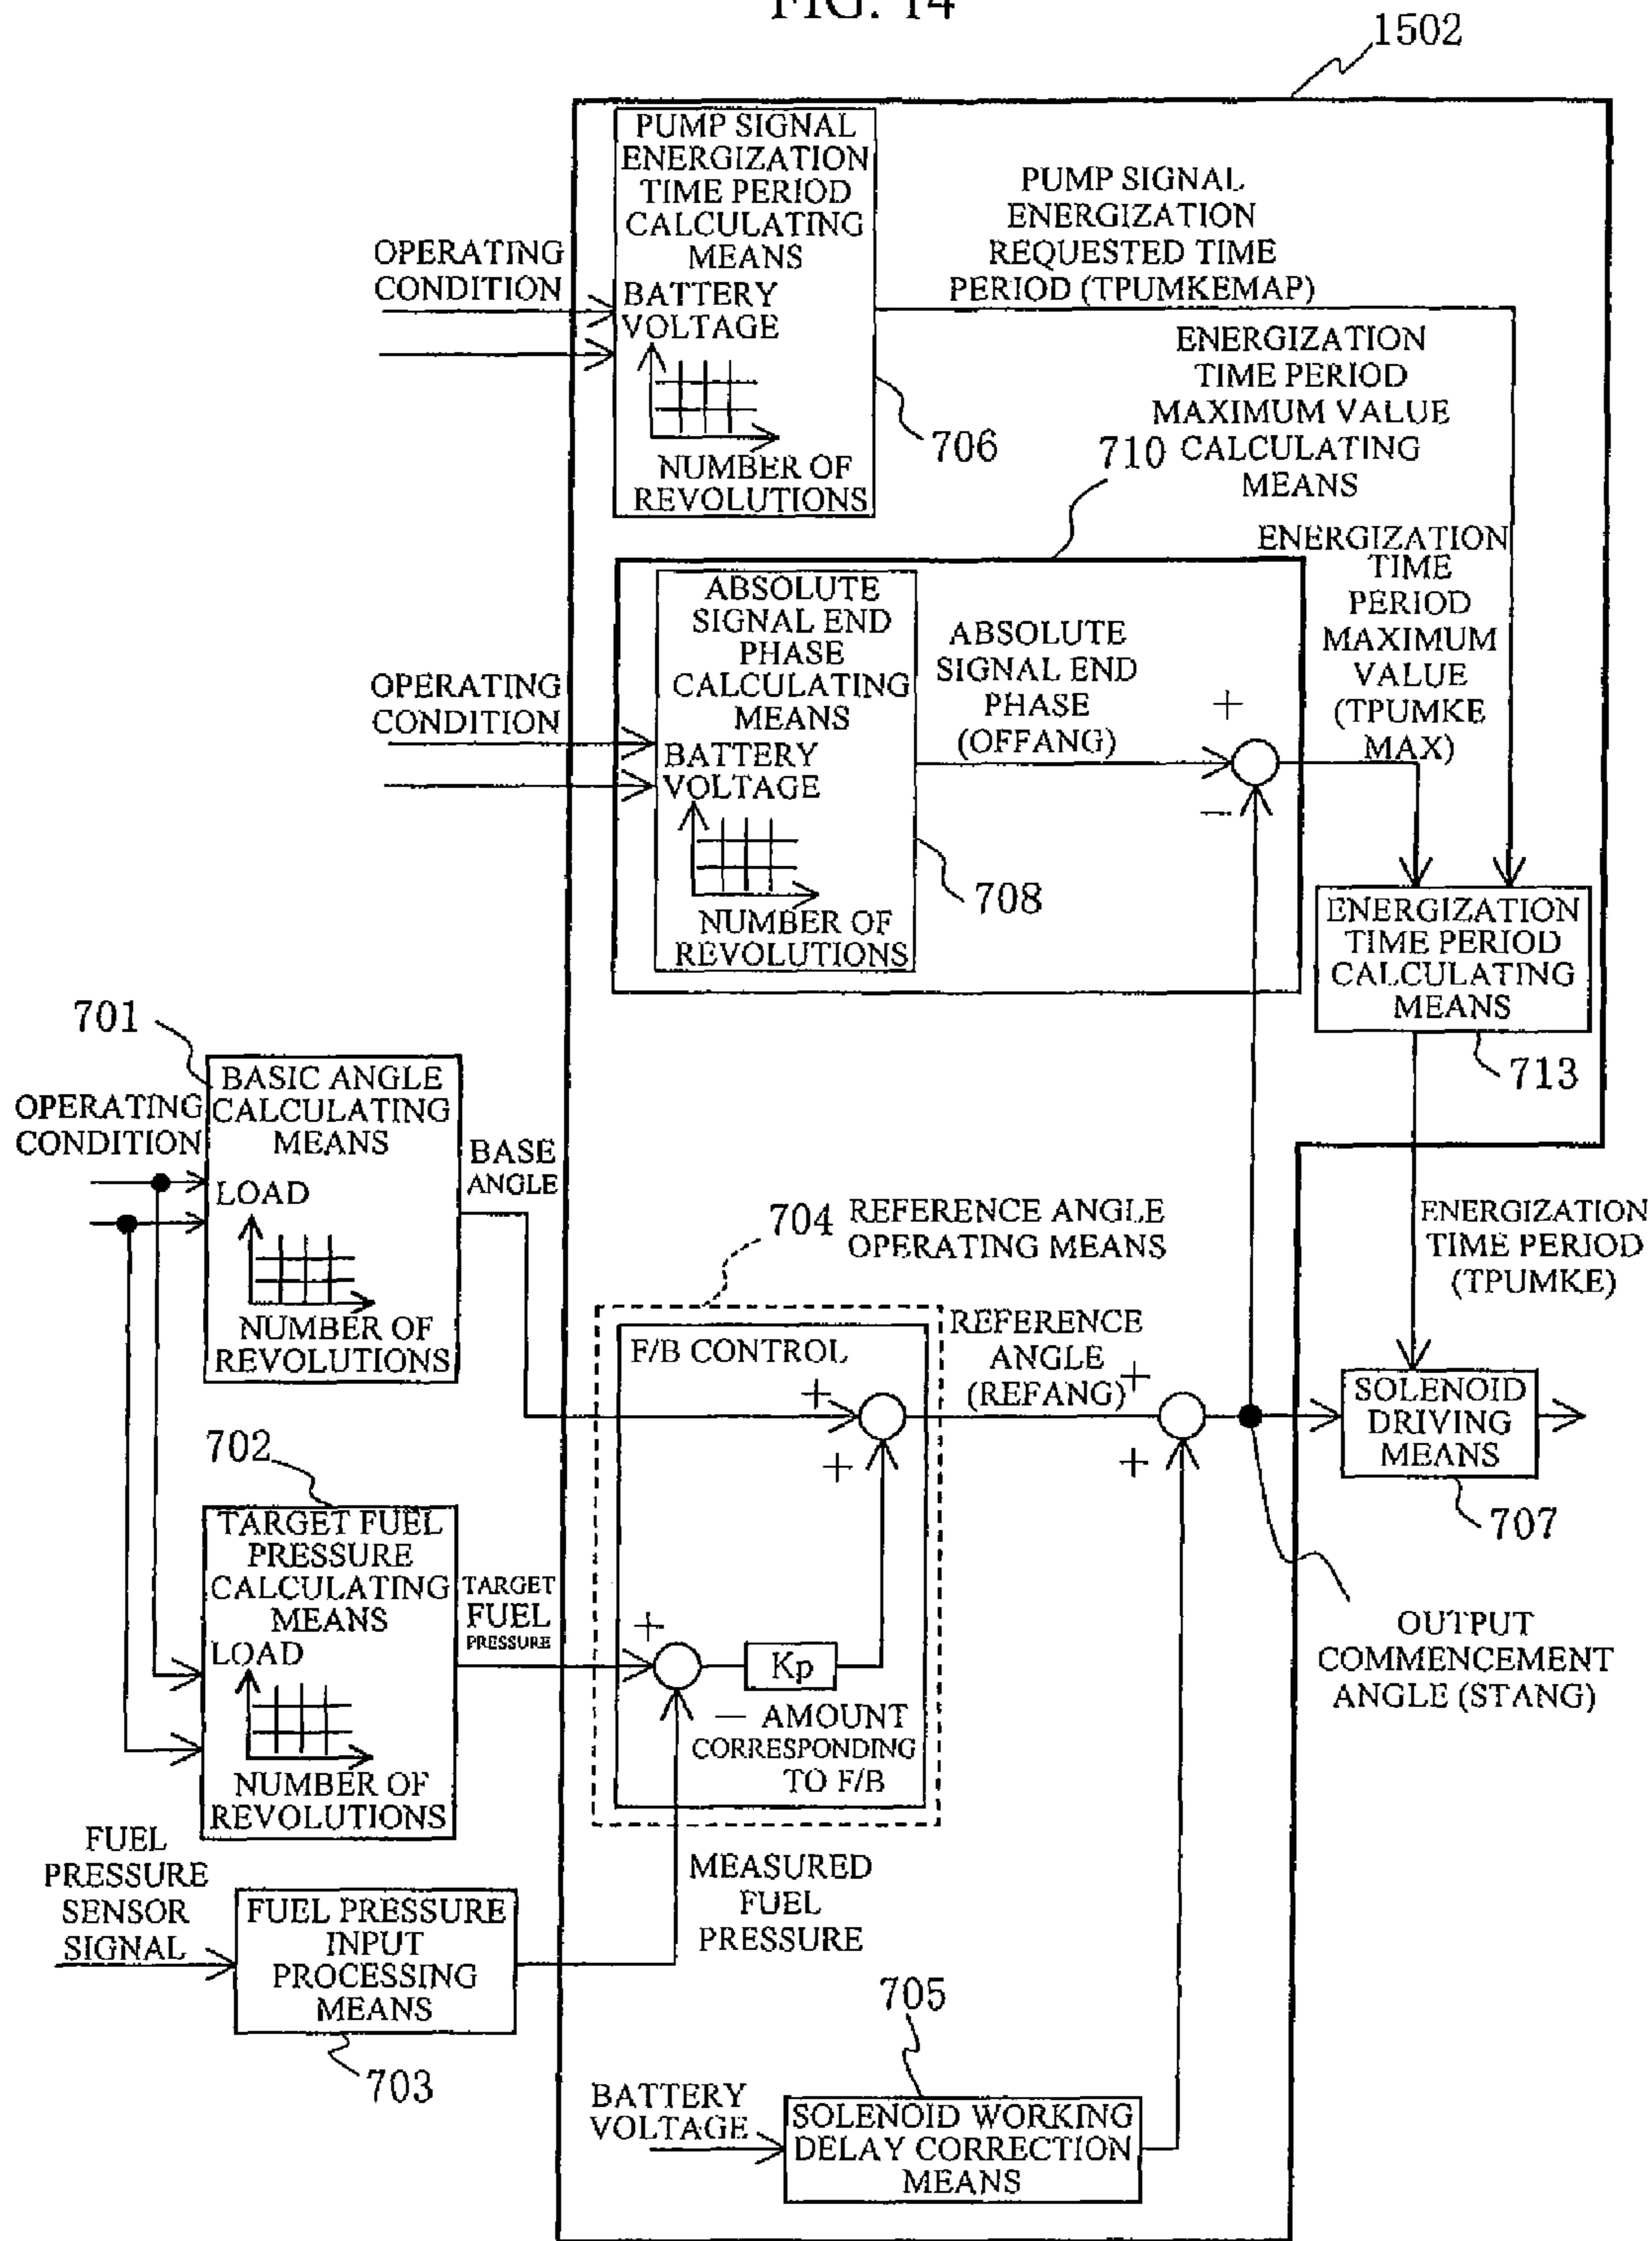 FIG. 14
1502
PUMP SIGNAL
ENERGIZATION
TIME PERIOD
CALCULATING
MEANS
BATTERY
VOLTAGE
NUMBER OF
REVOLUTIONS
OPERATING
CONDITION
706
PUMP SIGNAL
ENERGIZATION
REQUESTED TIME
PERIOD (TPUMKEMAP)
ENERGIZATION
TIME PERIOD
MAXIMUM VALUE
CALCULATING
MEANS
710
ENERGIZATION
TIME
PERIOD
MAXIMUM
VALUE
(TPUMKE
MAX)
OPERATING
CONDITION
ABSOLUTE
SIGNAL END
PHASE
CALCULATING
MEANS
BATTERY
VOLTAGE
NUMBER OF
REVOLUTIONS
708
ABSOLUTE
SIGNAL END
PHASE
(OFFANG)
+
−
ENERGIZATION
TIME PERIOD
CALCULATING
MEANS
713
701
OPERATING
CONDITION
BASIC ANGLE
CALCULATING
MEANS
LOAD
NUMBER OF
REVOLUTIONS
BASE
ANGLE
704 REFERENCE ANGLE
OPERATING MEANS
ENERGIZATION
TIME PERIOD
(TPUMKE)
F/B CONTROL
+
+
REFERENCE
ANGLE
(REFANG)
+
+
SOLENOID
DRIVING
MEANS
707
702
TARGET FUEL
PRESSURE
CALCULATING
MEANS
LOAD
NUMBER OF
REVOLUTIONS
TARGET
FUEL
PRESSURE
+
Kp
— AMOUNT
CORRESPONDING
TO F/B
OUTPUT
COMMENCEMENT
ANGLE (STANG)
FUEL
PRESSURE
SENSOR
SIGNAL
FUEL PRESSURE
INPUT
PROCESSING
MEANS
703
MEASURED
FUEL
PRESSURE
705
BATTERY
VOLTAGE
SOLENOID WORKING
DELAY CORRECTION
MEANS